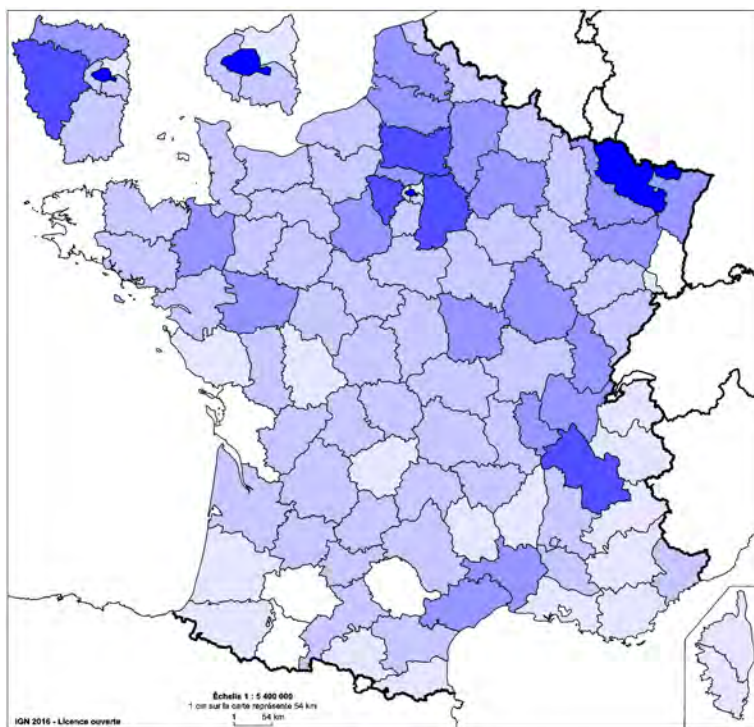 Échelle 1 : 5 400 000
1 cm sur la carte représente 54 km
1 54 km
IGN 2016 - Licence ouverte